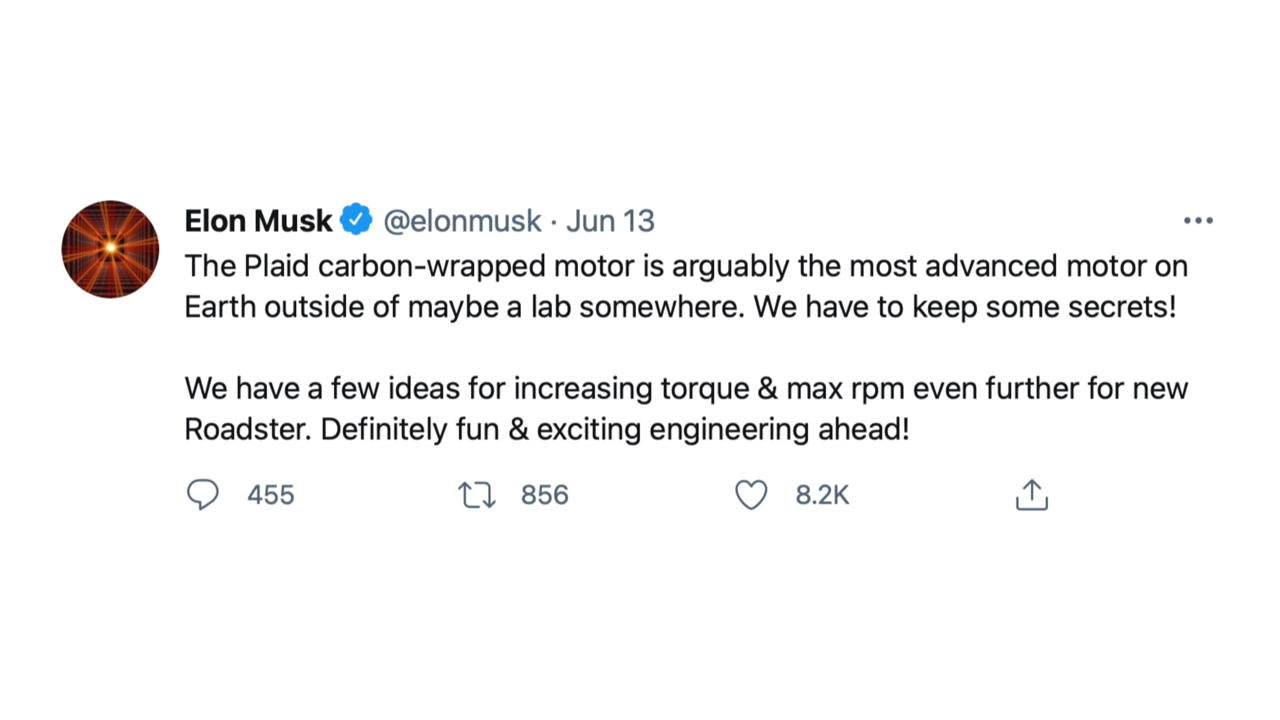 Elon Musk @elonmusk · Jun 13
The Plaid carbon-wrapped motor is arguably the most advanced motor on
Earth outside of maybe a lab somewhere. We have to keep some secrets!
We have a few ideas for increasing torque & max rpm even further for new
Roadster. Definitely fun & exciting engineering ahead!
455 856 8.2K